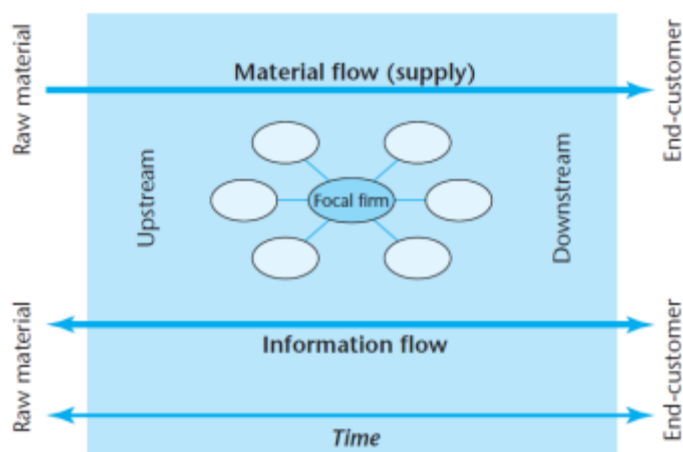 Raw material
Material flow (supply)
End-customer
Upstream
Focal firm
Downstream
Raw material
Information flow
End-customer
Raw material
Time
End-customer